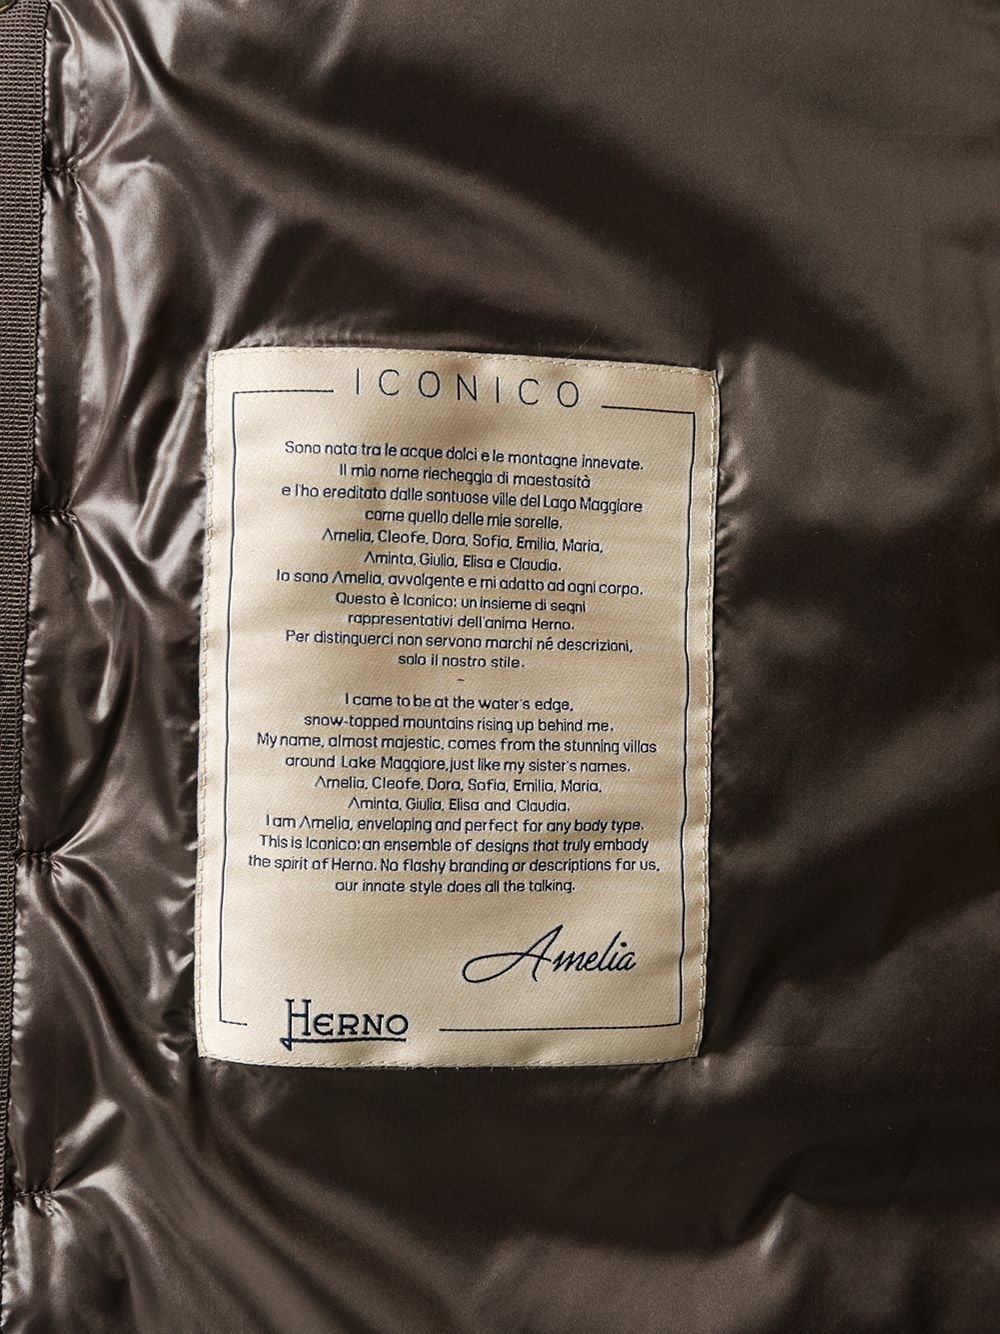 ICONICO
Sono nata tra le acque dolci e le montagne innevate.
Il mio nome riecheggia di maestosità
e l'ho ereditato dalle sontuose ville del Lago Maggiore
come quello delle mie sorelle.
Amelia, Cleofe, Dora, Sofia, Emilia, Maria,
Aminta, Giulia, Elisa e Claudia.
Io sono Amelia, avvolgente e mi adatto ad ogni corpo.
Questo è Iconico: un insieme di segni
rappresentativi dell'anima Herno.
Per distinguerci non servono marchi né descrizioni,
solo il nostro stile.
-
I came to be at the water's edge,
snow-topped mountains rising up behind me.
My name, almost majestic, comes from the stunning villas
around Lake Maggiore, just like my sister's names.
Amelia, Cleofe, Dora, Sofia, Emilia, Maria,
Aminta, Giulia, Elisa and Claudia.
I am Amelia, enveloping and perfect for any body type.
This is Iconico: an ensemble of designs that truly embody
the spirit of Herno. No flashy branding or descriptions for us,
our innate style does all the talking.
Amelia
HERNO